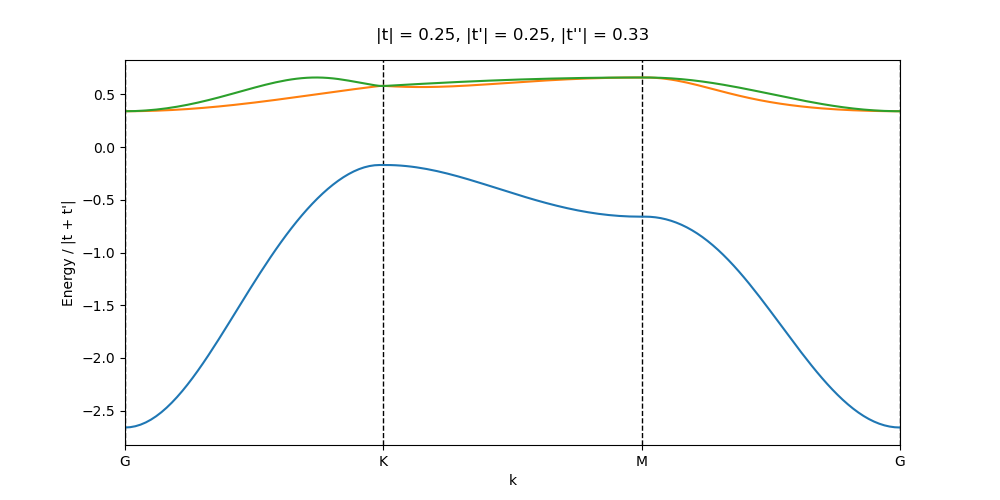 |t| = 0.25, |t'| = 0.25, |t''| = 0.33
Energy / |t + t'|
0.5
0.0
−0.5
−1.0
−1.5
−2.0
−2.5
G K M G
k